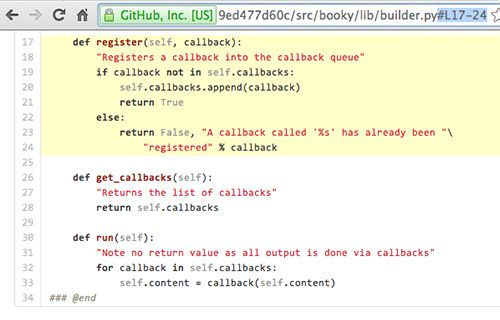 GitHub, Inc. [US] 9ed477d60c/src/booky/lib/builder.py#L17-24
17 def register(self, callback):
18 "Registers a callback into the callback queue"
19 if callback not in self.callbacks:
20 self.callbacks.append(callback)
21 return True
22 else:
23 return False, "A callback called '%s' has already been "\
24 "registered" % callback
25
26 def get_callbacks(self):
27 "Returns the list of callbacks"
28 return self.callbacks
29
30 def run(self):
31 "Note no return value as all output is done via callbacks"
32 for callback in self.callbacks:
33 self.content = callback(self.content)
34 ### @end